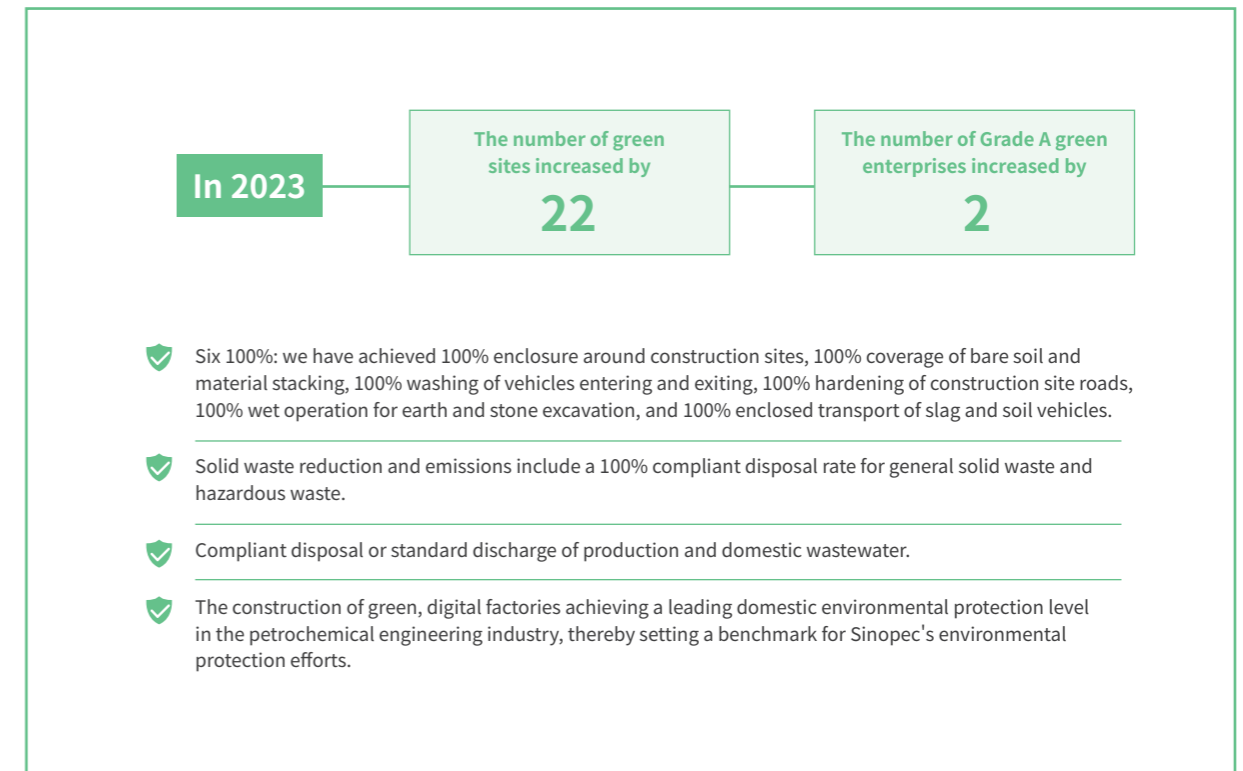 In 2023
The number of green
sites increased by
22
The number of Grade A green
enterprises increased by
2
Six 100%: we have achieved 100% enclosure around construction sites, 100% coverage of bare soil and
material stacking, 100% washing of vehicles entering and exiting, 100% hardening of construction site roads,
100% wet operation for earth and stone excavation, and 100% enclosed transport of slag and soil vehicles.
Solid waste reduction and emissions include a 100% compliant disposal rate for general solid waste and
hazardous waste.
Compliant disposal or standard discharge of production and domestic wastewater.
The construction of green, digital factories achieving a leading domestic environmental protection level
in the petrochemical engineering industry, thereby setting a benchmark for Sinopec's environmental
protection efforts.